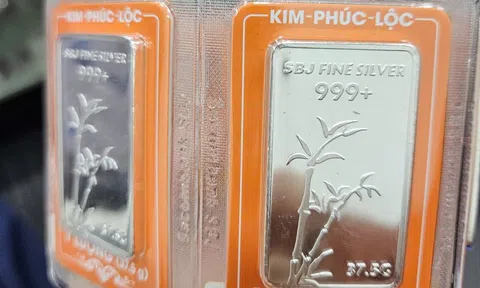 KIM-PHÚC-LỘC
SBJ FINE SILVER
999+
KIM-PHÚC-LỘC
SBJ FINE SILVER
999+
37.5G